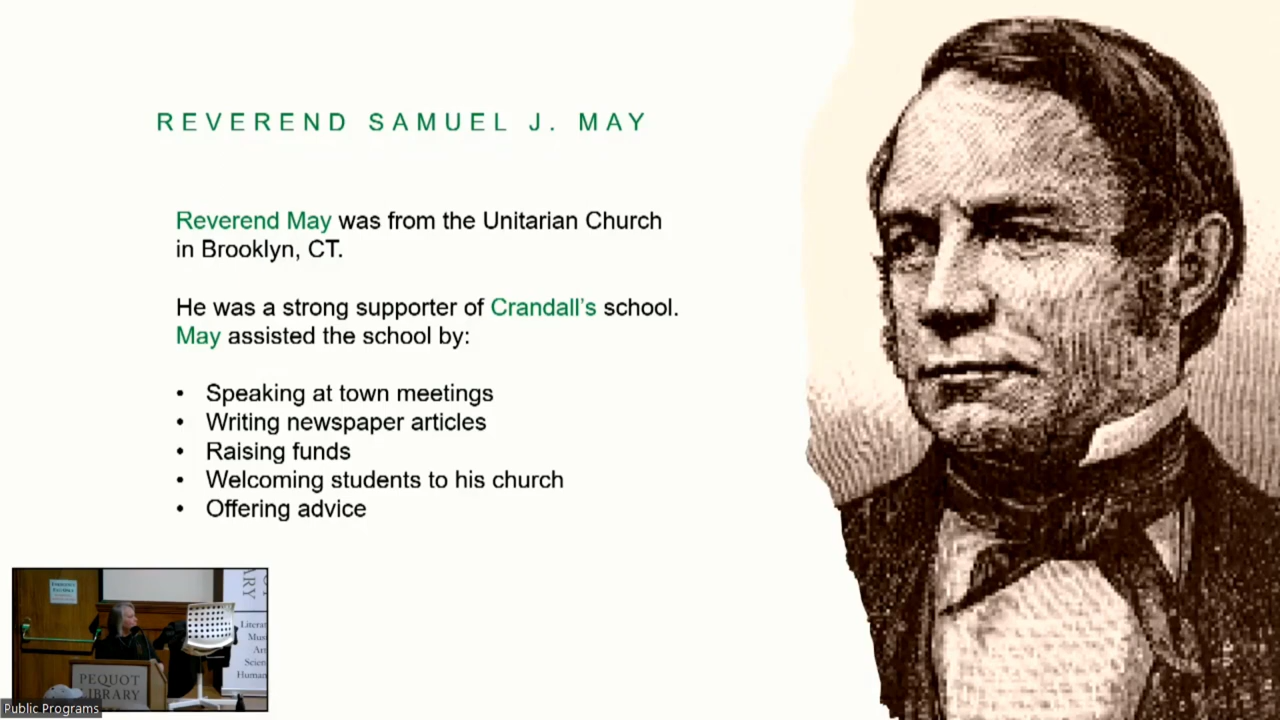 REVEREND SAMUEL J. MAY
Reverend May was from the Unitarian Church
in Brooklyn, CT.
He was a strong supporter of Crandall's school.
May assisted the school by:
• Speaking at town meetings
• Writing newspaper articles
• Raising funds
• Welcoming students to his church
• Offering advice
PEQUOT
LIBRARY
Public Programs